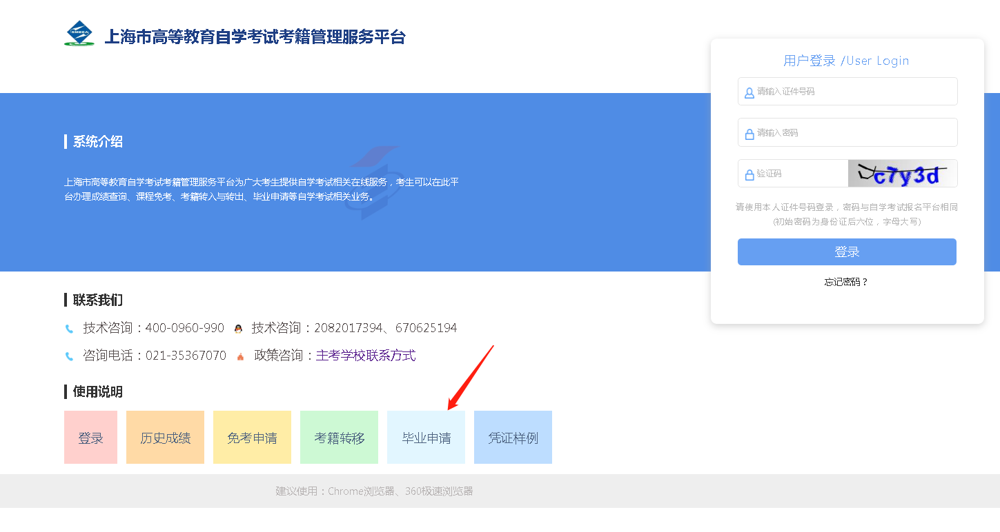 上海市高等教育自学考试考籍管理服务平台
用户登录 /User Login
请输入证件号码
请输入密码
验证码
c7y3d
请使用本人证件号码登录，密码与自学考试报名平台相同
(初始密码为身份证后六位，字母大写)
登录
忘记密码？
系统介绍
上海市高等教育自学考试考籍管理服务平台为广大考生提供自学考试相关在线服务，考生可以在此平
台办理成绩查询、课程免考、考籍转入与转出、毕业申请等自学考试相关业务。
联系我们
技术咨询：400-0960-990 技术咨询：2082017394、670625194
咨询电话：021-35367070 政策咨询：主考学校联系方式
使用说明
登录 历史成绩 免考申请 考籍转移 毕业申请 凭证样例
建议使用：Chrome浏览器、360极速浏览器